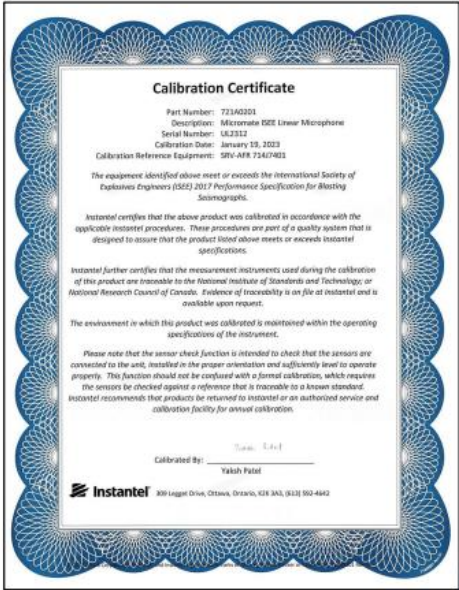 Calibration Certificate
Part Number: 721A0201
Description: Micromate ISEE Linear Microphone
Serial Number: UL2312
Calibration Date: January 19, 2023
Calibration Reference Equipment: SRV-AFR 714J7401
The equipment identified above meet or exceeds the International Society of
Explosives Engineers (ISEE) 2017 Performance Specification for Blasting
Seismographs.
Instantel certifies that the above product was calibrated in accordance with the
applicable Instantel procedures. These procedures are part of a quality system that is
designed to assure that the product listed above meets or exceeds Instantel
specifications.
Instantel further certifies that the measurement instruments used during the calibration
of this product are traceable to the National Institute of Standards and Technology; or
National Research Council of Canada. Evidence of traceability is on file at Instantel and is
available upon request.
The environment in which this product was calibrated is maintained within the operating
specifications of the instrument.
Please note that the sensor check function is intended to check that the sensors are
connected to the unit, installed in the proper orientation and sufficiently level to operate
properly. This function should not be confused with a formal calibration, which requires
the sensors be checked against a reference that is traceable to a known standard.
Instantel recommends that products be returned to Instantel or an authorized service and
calibration facility for annual calibration.
Calibrated By:
Yaksh Patel
Instantel 309 Legget Drive, Ottawa, Ontario, K2K 3A3, (613) 592-4642